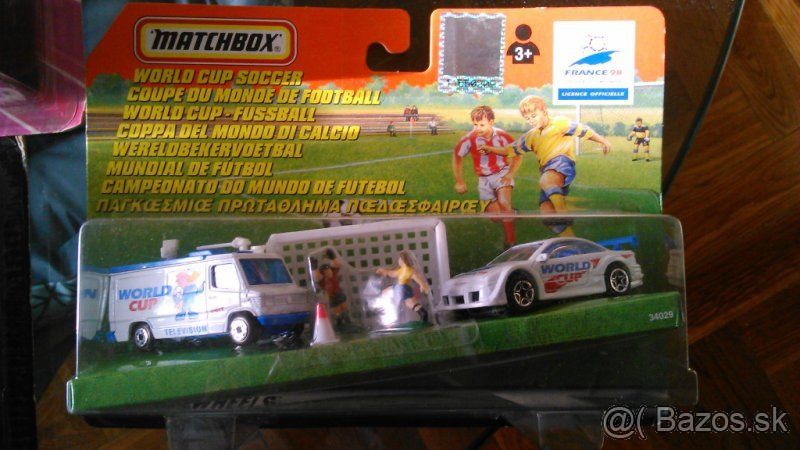 MATCHBOX
3+
FRANCE 98
LICENCE OFFICIELLE
WORLD CUP SOCCER
COUPE DU MONDE DE FOOTBALL
WORLD CUP-FUSSBALL
COPPA DEL MONDO DI CALCIO
WERELDBEKERVOETBAL
MUNDIAL DE FUTBOL
CAMPEONATO DO MUNDO DE FUTEBOL
WORLD
CUP
TELEVISION
WORLD
CUP
34029
WHEELS
@( Bazos.sk